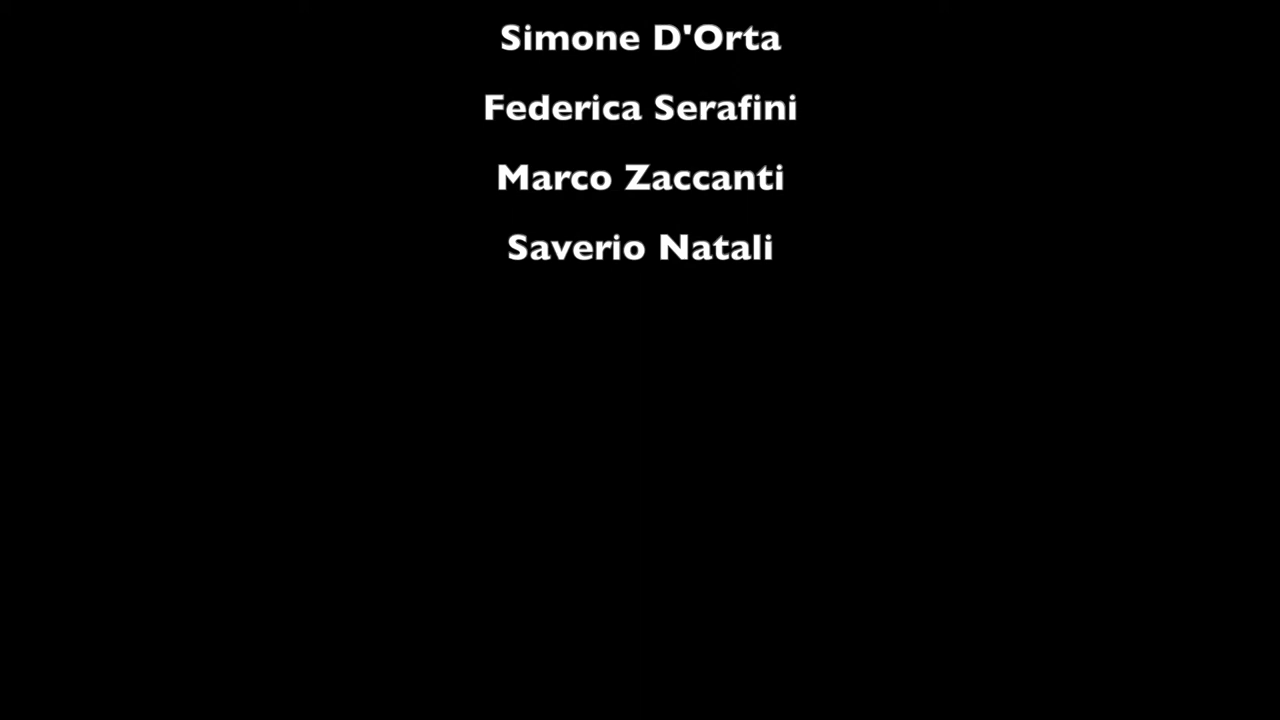 Simone D'Orta
Federica Serafini
Marco Zaccanti
Saverio Natali